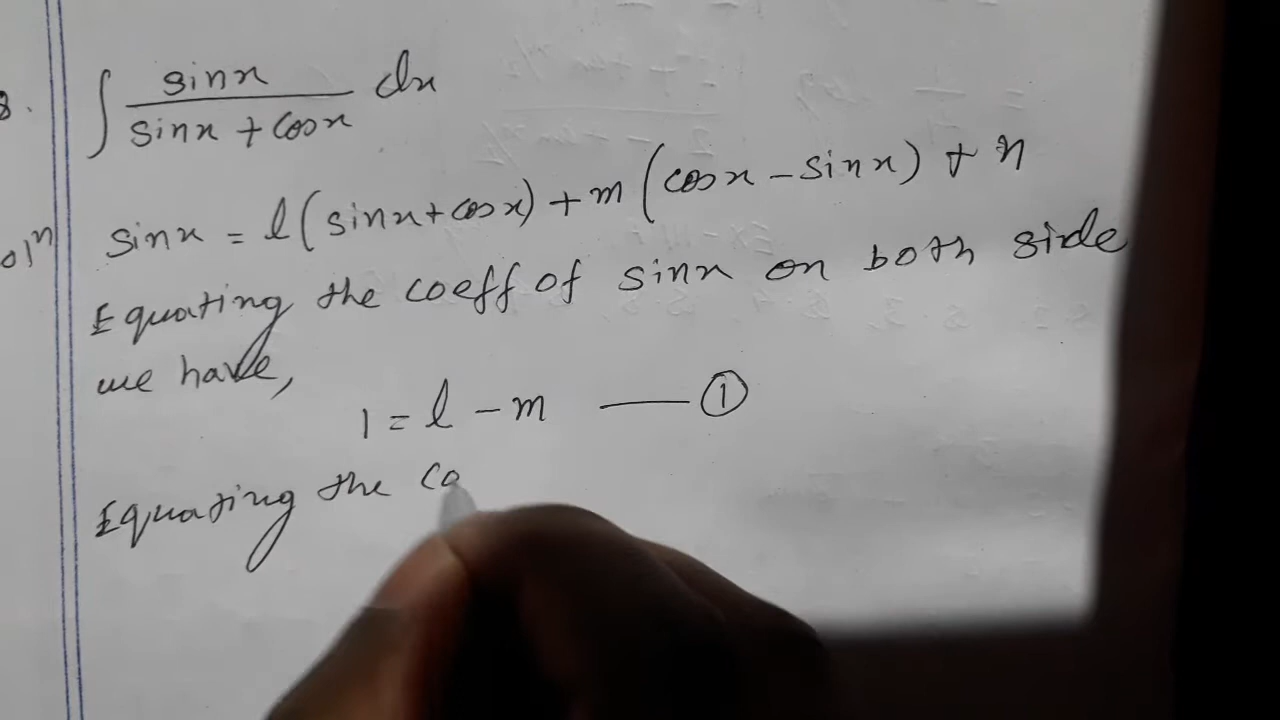 8. ∫ sinx / sinx + cosx dx
olⁿ sinx = l(sinx+cosx) + m(cosx - sinx) + n
Equating the coeff of sinx on both side
we have,
1 = l - m —— ①
Equating the co